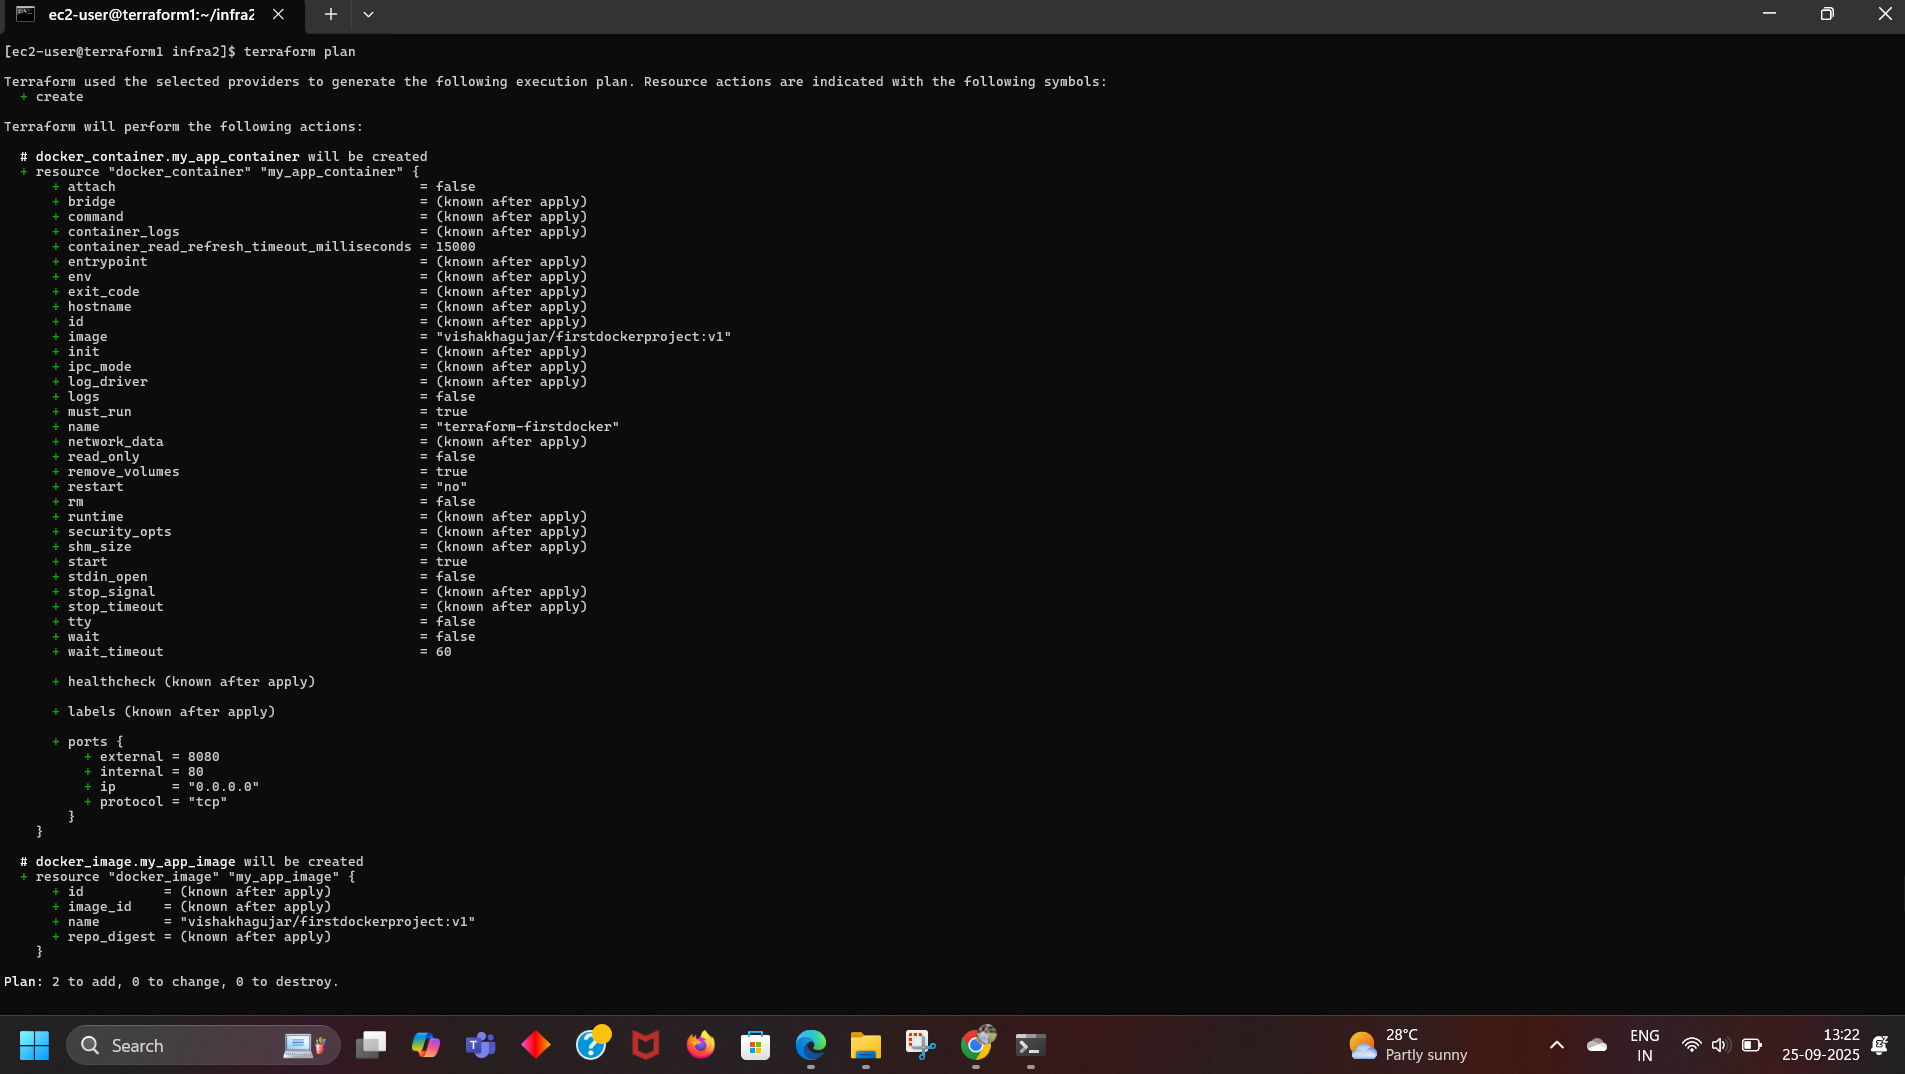 ec2-user@terraform1:~/infra2
[ec2-user@terraform1 infra2]$ terraform plan
Terraform used the selected providers to generate the following execution plan. Resource actions are indicated with the following symbols:
+ create
Terraform will perform the following actions:
# docker_container.my_app_container will be created
+ resource "docker_container" "my_app_container" {
+ attach = false
+ bridge = (known after apply)
+ command = (known after apply)
+ container_logs = (known after apply)
+ container_read_refresh_timeout_milliseconds = 15000
+ entrypoint = (known after apply)
+ env = (known after apply)
+ exit_code = (known after apply)
+ hostname = (known after apply)
+ id = (known after apply)
+ image = "vishakhagujar/firstdockerproject:v1"
+ init = (known after apply)
+ ipc_mode = (known after apply)
+ log_driver = (known after apply)
+ logs = false
+ must_run = true
+ name = "terraform-firstdocker"
+ network_data = (known after apply)
+ read_only = false
+ remove_volumes = true
+ restart = "no"
+ rm = false
+ runtime = (known after apply)
+ security_opts = (known after apply)
+ shm_size = (known after apply)
+ start = true
+ stdin_open = false
+ stop_signal = (known after apply)
+ stop_timeout = (known after apply)
+ tty = false
+ wait = false
+ wait_timeout = 60
+ healthcheck (known after apply)
+ labels (known after apply)
+ ports {
+ external = 8080
+ internal = 80
+ ip = "0.0.0.0"
+ protocol = "tcp"
}
}
# docker_image.my_app_image will be created
+ resource "docker_image" "my_app_image" {
+ id = (known after apply)
+ image_id = (known after apply)
+ name = "vishakhagujar/firstdockerproject:v1"
+ repo_digest = (known after apply)
}
Plan: 2 to add, 0 to change, 0 to destroy.
Search
28°C
Partly sunny
ENG
IN
13:22
25-09-2025